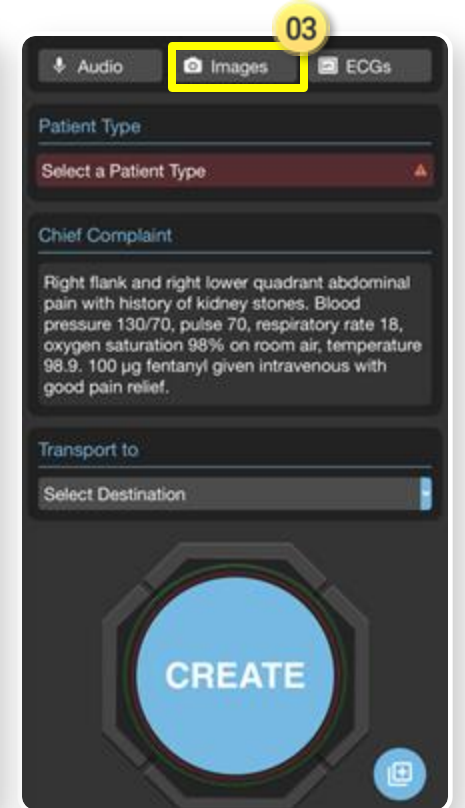 03
Audio
Images
ECGs
Patient Type
Select a Patient Type
Chief Complaint
Right flank and right lower quadrant abdominal
pain with history of kidney stones. Blood
pressure 130/70, pulse 70, respiratory rate 18,
oxygen saturation 98% on room air, temperature
98.9. 100 µg fentanyl given intravenous with
good pain relief.
Transport to
Select Destination
CREATE